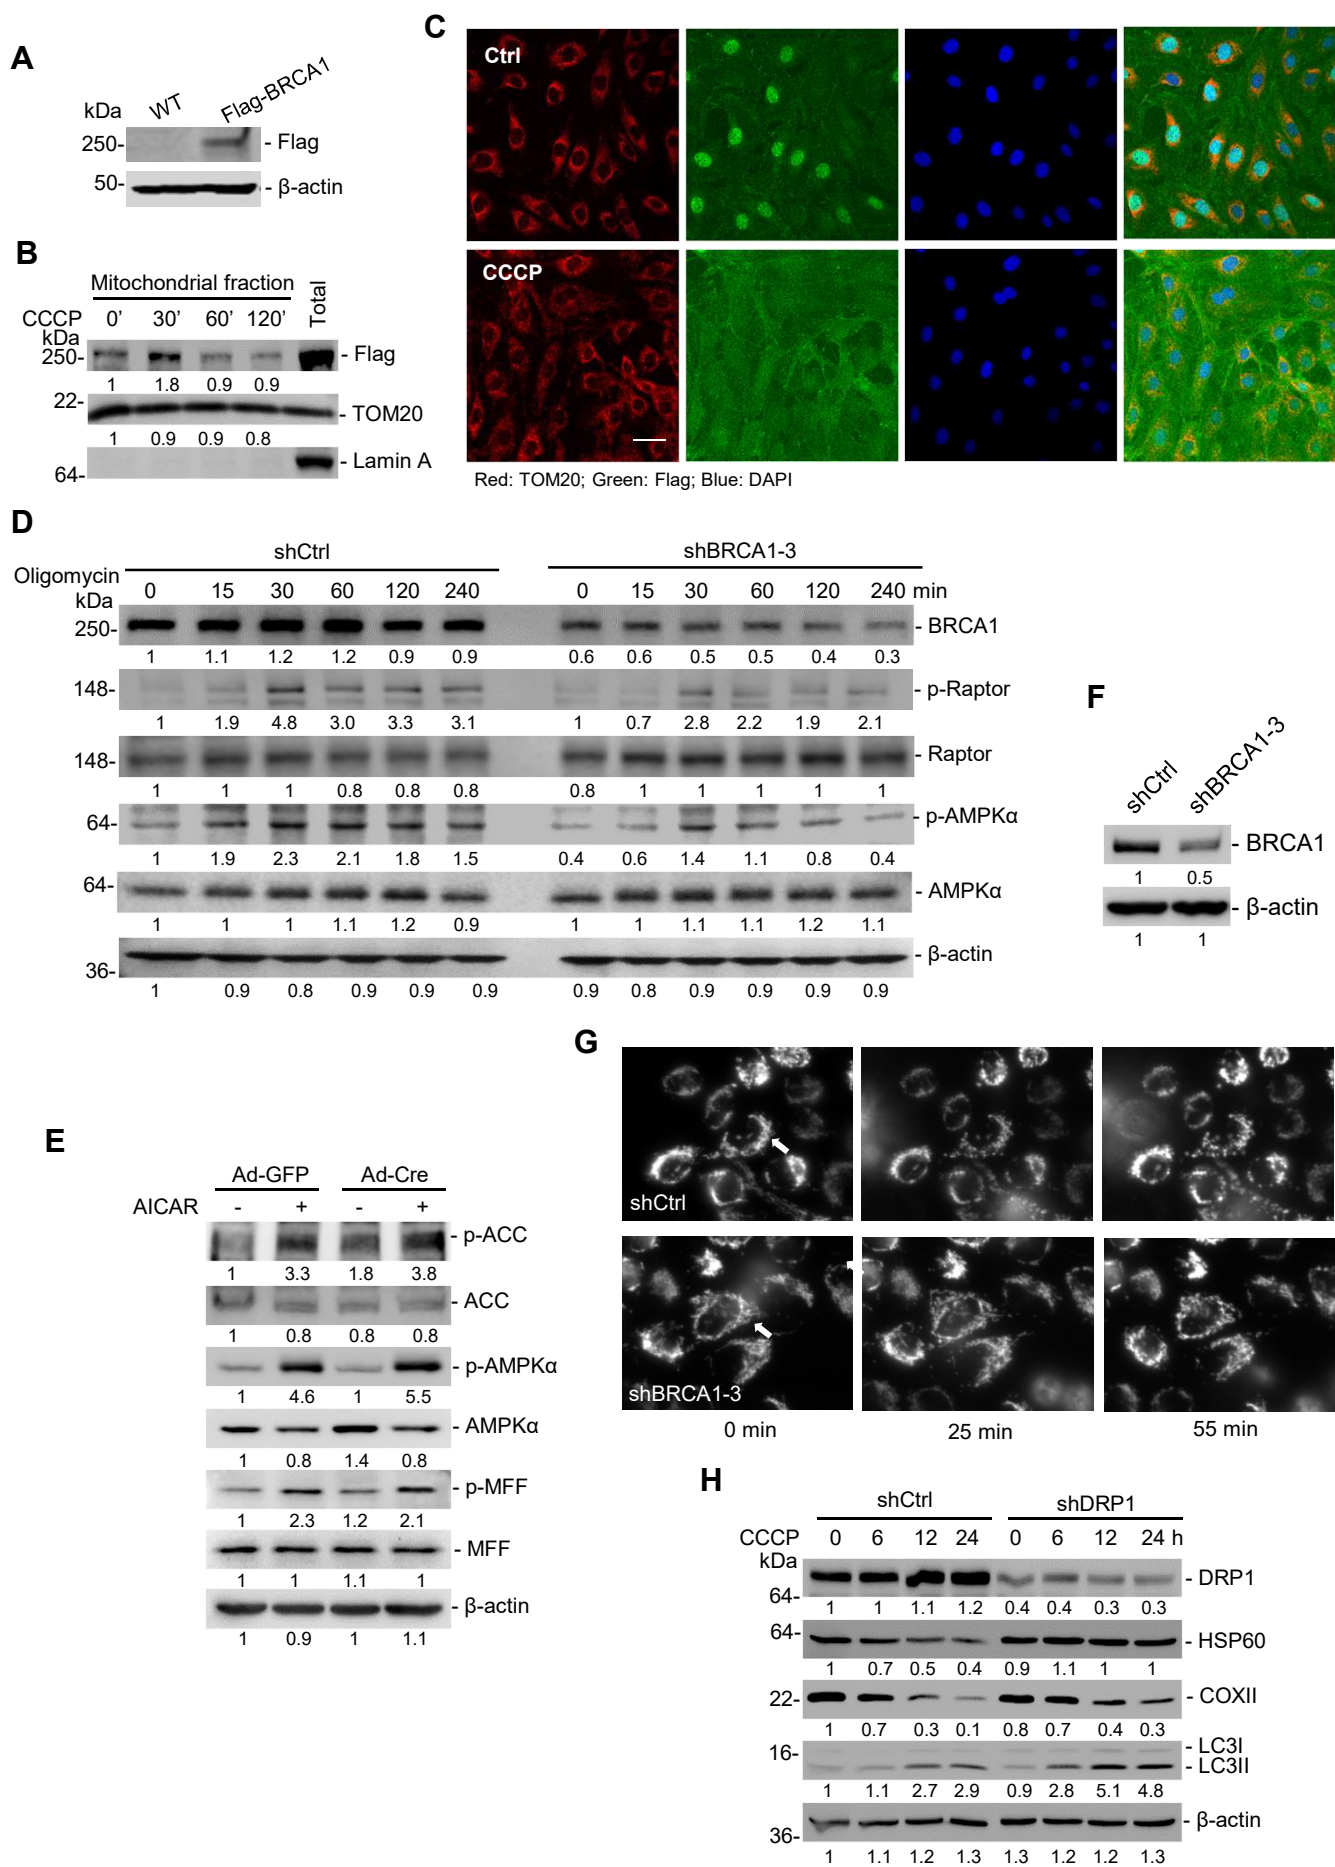 A
WT
Flag-BRCA1
kDa
250-
- Flag
50-
- β-actin
B
Mitochondrial fraction
Total
CCCP 0' 30' 60' 120'
kDa
250-
- Flag
1 1.8 0.9 0.9
22-
- TOM20
1 0.9 0.9 0.8
- Lamin A
64-
C
Ctrl
CCCP
Red: TOM20; Green: Flag; Blue: DAPI
D
shCtrl
shBRCA1-3
Oligomycin 0 15 30 60 120 240 0 15 30 60 120 240 min
kDa
250-
- BRCA1
1 1.1 1.2 1.2 0.9 0.9 0.6 0.6 0.5 0.5 0.4 0.3
148-
- p-Raptor
1 1.9 4.8 3.0 3.3 3.1 1 0.7 2.8 2.2 1.9 2.1
148-
- Raptor
1 1 1 0.8 0.8 0.8 0.8 1 1 1 1 1
64-
- p-AMPKα
1 1.9 2.3 2.1 1.8 1.5 0.4 0.6 1.4 1.1 0.8 0.4
64-
- AMPKα
1 1 1 1.1 1.2 0.9 1 1 1.1 1.1 1.2 1.1
36-
- β-actin
1 0.9 0.8 0.9 0.9 0.9 0.9 0.8 0.9 0.9 0.9 0.9
F
shCtrl
shBRCA1-3
- BRCA1
1 0.5
- β-actin
1 1
E
Ad-GFP Ad-Cre
AICAR - + - +
- p-ACC
1 3.3 1.8 3.8
- ACC
1 0.8 0.8 0.8
- p-AMPKα
1 4.6 1 5.5
- AMPKα
1 0.8 1.4 0.8
- p-MFF
1 2.3 1.2 2.1
- MFF
1 1 1.1 1
- β-actin
1 0.9 1 1.1
G
shCtrl
shBRCA1-3
0 min 25 min 55 min
H
shCtrl shDRP1
CCCP 0 6 12 24 0 6 12 24 h
kDa
- DRP1
64-
1 1 1.1 1.2 0.4 0.4 0.3 0.3
64-
- HSP60
1 0.7 0.5 0.4 0.9 1.1 1 1
22-
- COXII
1 0.7 0.3 0.1 0.8 0.7 0.4 0.3
16-
- LC3I
- LC3II
1 1.1 2.7 2.9 0.9 2.8 5.1 4.8
- β-actin
36-
1 1.1 1.2 1.3 1.3 1.2 1.2 1.3